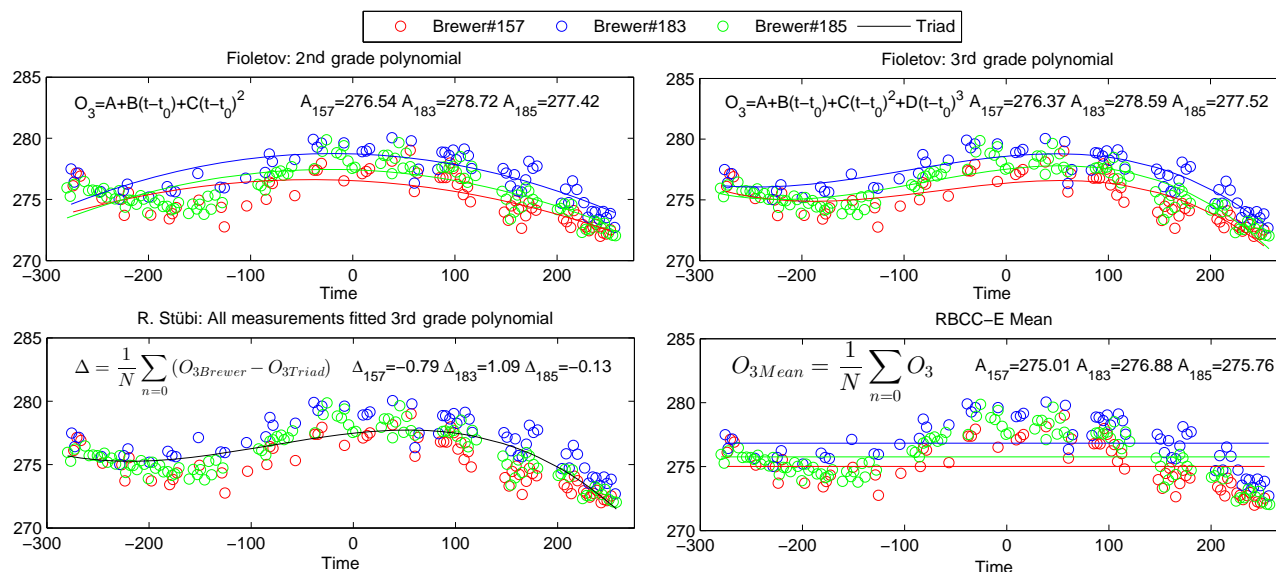 Brewer#157 Brewer#183 Brewer#185 Triad
Fioletov: 2nd grade polynomial
O₃=A+B(t−t₀)+C(t−t₀)² A₁₅₇=276.54 A₁₈₃=278.72 A₁₈₅=277.42
285
280
275
270
−300 −200 −100 0 100 200
Time
Fioletov: 3rd grade polynomial
O₃=A+B(t−t₀)+C(t−t₀)²+D(t−t₀)³ A₁₅₇=276.37 A₁₈₃=278.59 A₁₈₅=277.52
285
280
275
270
−300 −200 −100 0 100 200
Time
R. Stübi: All measurements fitted 3rd grade polynomial
Δ = 1/N ∑ₙ₌₀ (O₃Brewer − O₃Triad) Δ₁₅₇=−0.79 Δ₁₈₃=1.09 Δ₁₈₅=−0.13
285
280
275
270
−300 −200 −100 0 100 200
Time
RBCC−E Mean
O₃Mean = 1/N ∑ₙ₌₀ O₃ A₁₅₇=275.01 A₁₈₃=276.88 A₁₈₅=275.76
285
280
275
270
−300 −200 −100 0 100 200
Time